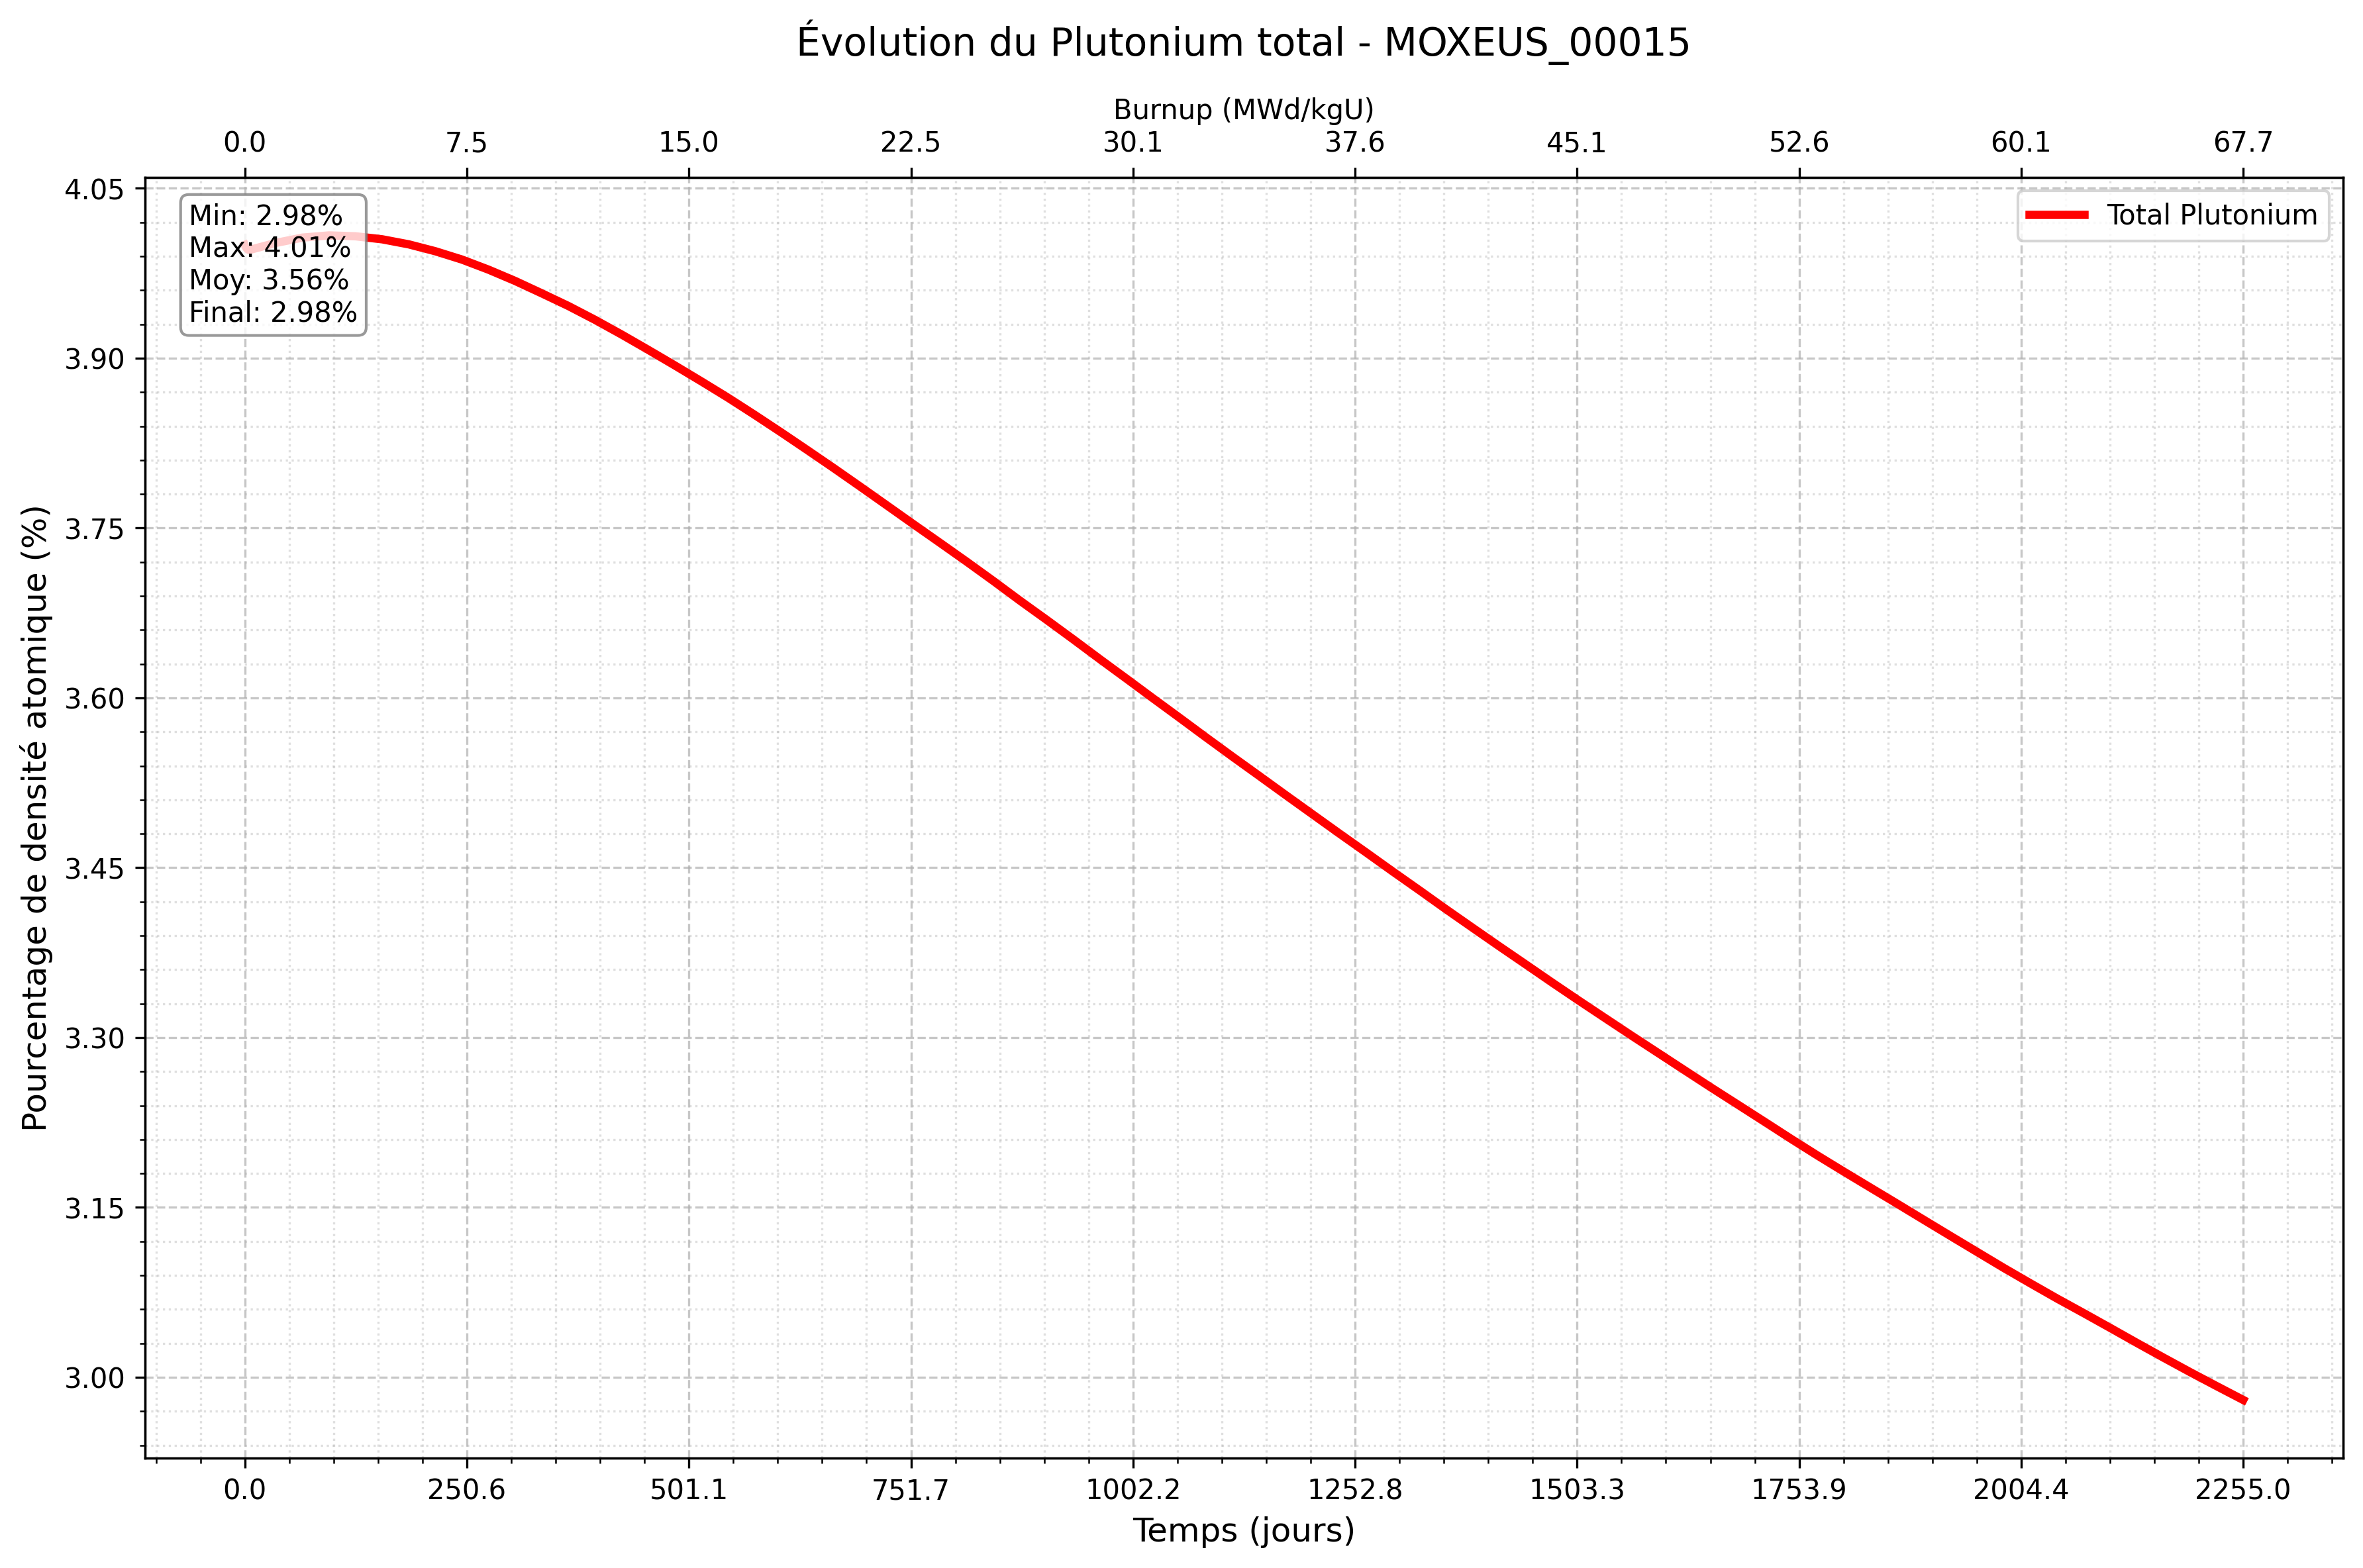 Évolution du Plutonium total - MOXEUS_00015
Burnup (MWd/kgU)
0.0 7.5 15.0 22.5 30.1 37.6 45.1 52.6 60.1 67.7
Min: 2.98%
Max: 4.01%
Moy: 3.56%
Final: 2.98%
Total Plutonium
Pourcentage de densité atomique (%)
4.05
3.90
3.75
3.60
3.45
3.30
3.15
3.00
0.0 250.6 501.1 751.7 1002.2 1252.8 1503.3 1753.9 2004.4 2255.0
Temps (jours)